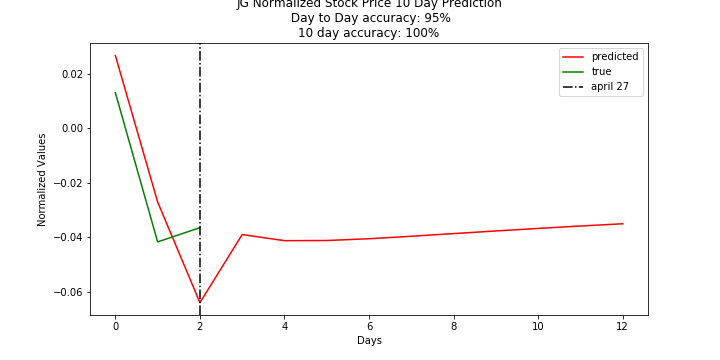 JG Normalized Stock Price 10 Day Prediction
Day to Day accuracy: 95%
10 day accuracy: 100%
predicted
true
april 27
0.02
0.00
−0.02
−0.04
−0.06
Normalized Values
0 2 4 6 8 10 12
Days